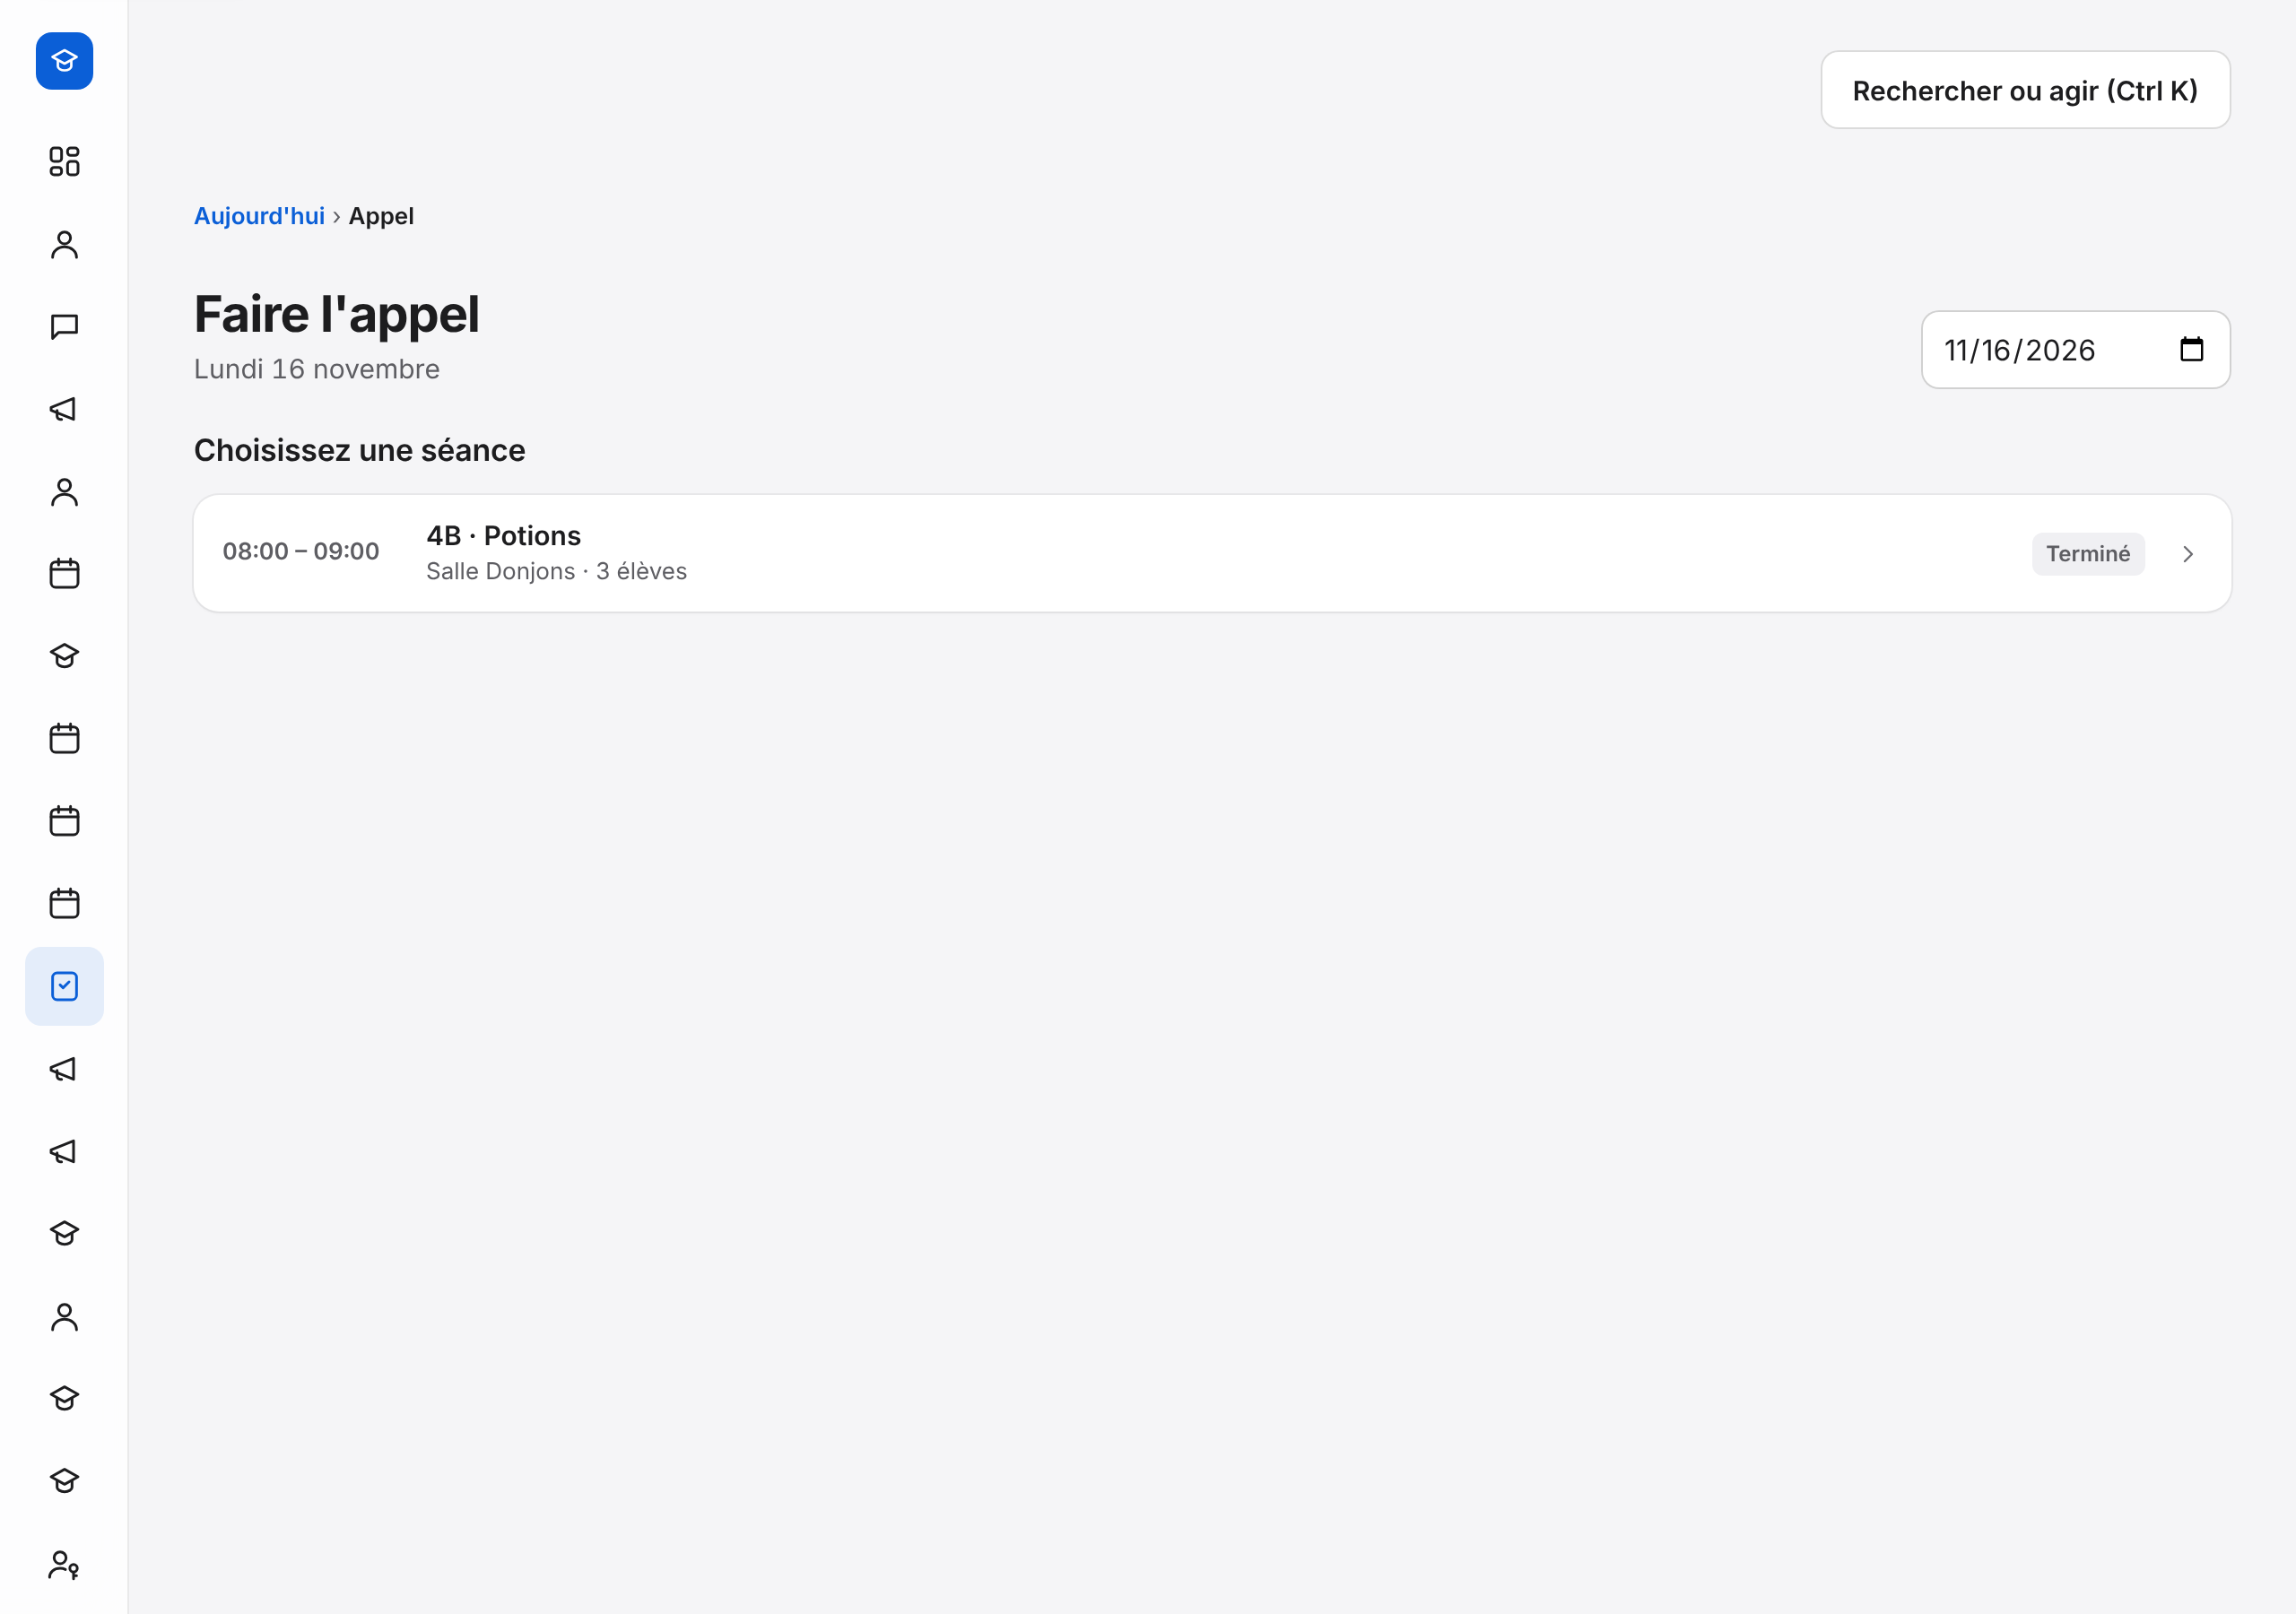 Rechercher ou agir (Ctrl K)
Aujourd'hui › Appel
Faire l'appel
Lundi 16 novembre
11/16/2026
Choisissez une séance
08:00 – 09:00
4B · Potions
Salle Donjons · 3 élèves
Terminé